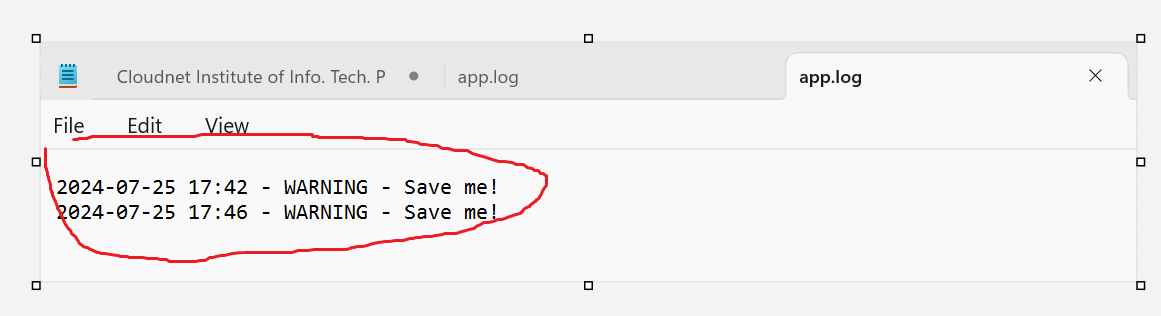 Cloudnet Institute of Info. Tech. P app.log app.log
File Edit View
2024-07-25 17:42 - WARNING - Save me!
2024-07-25 17:46 - WARNING - Save me!